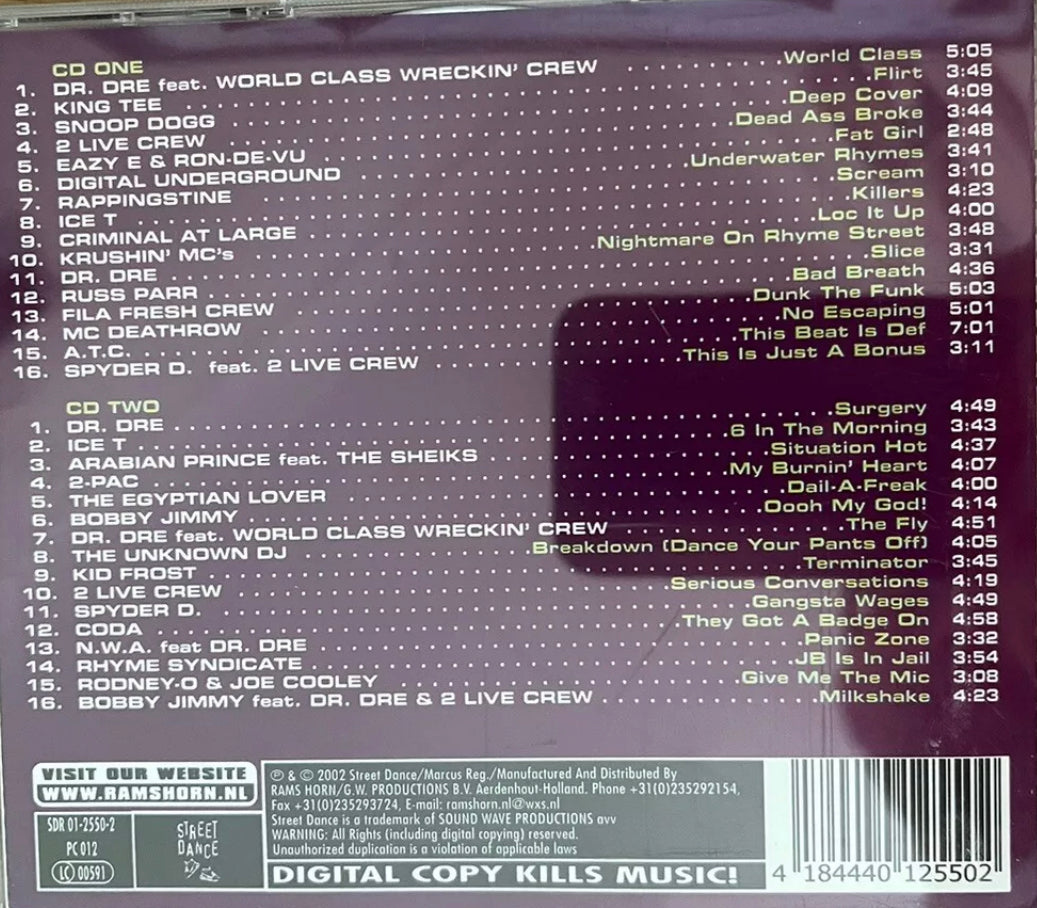 CD ONE
1. DR. DRE feat. WORLD CLASS WRECKIN' CREW . . . . . . . . . .World Class 5:05
2. KING TEE . . . . . . . . . .Flirt 3:45
3. SNOOP DOGG . . . . . . . . . .Deep Cover 4:09
4. 2 LIVE CREW . . . . . . . . . .Dead Ass Broke 3:44
5. EAZY E & RON-DE-VU . . . . . . . . . .Fat Girl 2:48
6. DIGITAL UNDERGROUND . . . . . . . . . .Underwater Rhymes 3:41
7. RAPPINGSTINE . . . . . . . . . .Scream 3:10
8. ICE T . . . . . . . . . .Killers 4:23
9. CRIMINAL AT LARGE . . . . . . . . . .Loc It Up 4:00
10. KRUSHIN' MC's . . . . . . . . . .Nightmare On Rhyme Street 3:48
11. DR. DRE . . . . . . . . . .Slice 3:31
12. RUSS PARR . . . . . . . . . .Bad Breath 4:36
13. FILA FRESH CREW . . . . . . . . . .Dunk The Funk 5:03
14. MC DEATHROW . . . . . . . . . .No Escaping 5:01
15. A.T.C. . . . . . . . . . .This Beat Is Def 7:01
16. SPYDER D. feat. 2 LIVE CREW . . . . . . . . . .This Is Just A Bonus 3:11
CD TWO
1. DR. DRE . . . . . . . . . .Surgery 4:49
2. ICE T . . . . . . . . . .6 In The Morning 3:43
3. ARABIAN PRINCE feat. THE SHEIKS . . . . . . . . . .Situation Hot 4:37
4. 2-PAC . . . . . . . . . .My Burnin' Heart 4:07
5. THE EGYPTIAN LOVER . . . . . . . . . .Dail-A-Freak 4:00
6. BOBBY JIMMY . . . . . . . . . .Oooh My God! 4:14
7. DR. DRE feat. WORLD CLASS WRECKIN' CREW . . . . . . . . . .The Fly 4:51
8. THE UNKNOWN DJ . . . . . . . . . .Breakdown (Dance Your Pants Off) 4:05
9. KID FROST . . . . . . . . . .Terminator 3:45
10. 2 LIVE CREW . . . . . . . . . .Serious Conversations 4:19
11. SPYDER D. . . . . . . . . . .Gangsta Wages 4:49
12. CODA . . . . . . . . . .They Got A Badge On 4:58
13. N.W.A. feat DR. DRE . . . . . . . . . .Panic Zone 3:32
14. RHYME SYNDICATE . . . . . . . . . .JB Is In Jail 3:54
15. RODNEY-O & JOE COOLEY . . . . . . . . . .Give Me The Mic 3:08
16. BOBBY JIMMY feat. DR. DRE & 2 LIVE CREW . . . . . . . . . .Milkshake 4:23
VISIT OUR WEBSITE
WWW.RAMSHORN.NL
SDR 01-2550-2
PC 012
LC 00591
STREET
DANCE
℗ & © 2002 Street Dance/Marcus Reg./Manufactured And Distributed By
RAMS HORN/G.W. PRODUCTIONS B.V. Aerdenhout-Holland. Phone +31(0)235292154,
Fax +31(0)235293724, E-mail: ramshorn.nl@wxs.nl
Street Dance is a trademark of SOUND WAVE PRODUCTIONS avv
WARNING: All Rights (including digital copying) reserved.
Unauthorized duplication is a violation of applicable laws
DIGITAL COPY KILLS MUSIC!
4 184440 125502